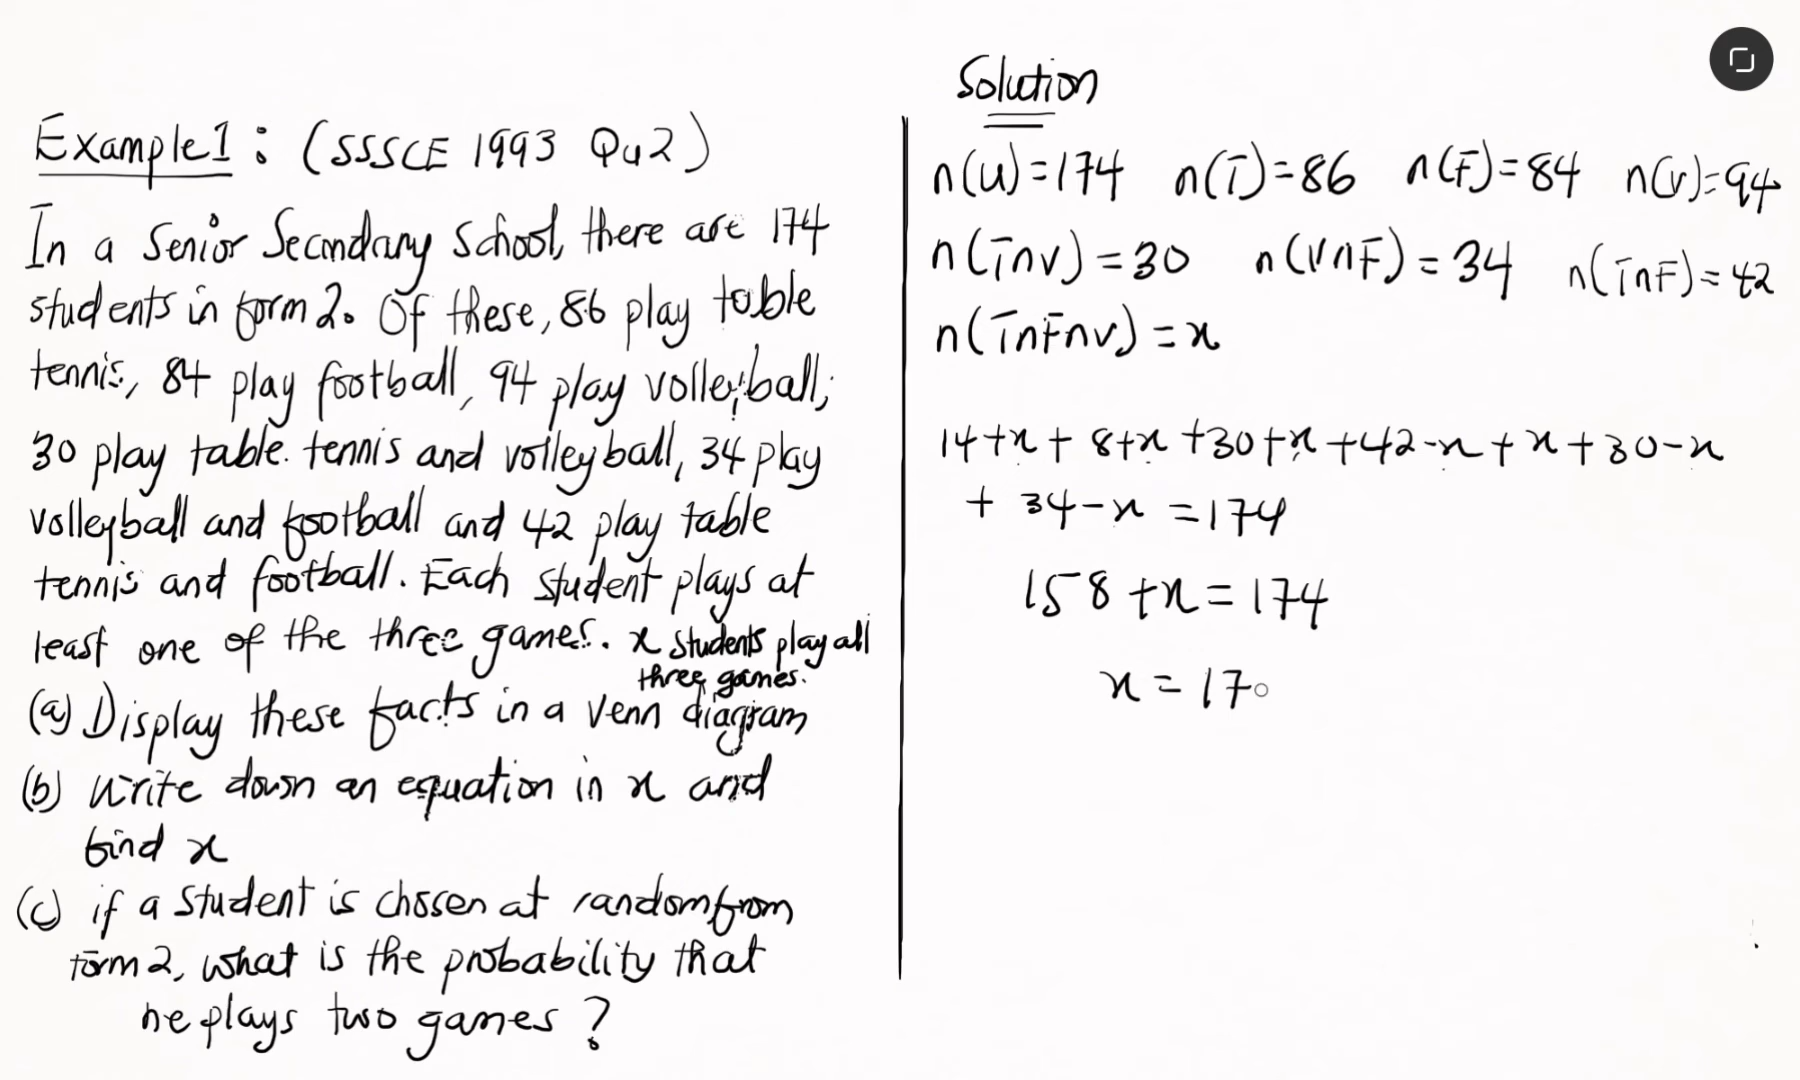 Example1 : (SSSCE 1993 Qu2)
In a Senior Secondary school, there are 174
students in form 2. Of these, 86 play table
tennis, 84 play football, 94 play volleyball;
30 play table tennis and volleyball, 34 play
volleyball and football and 42 play table
tennis and football. Each student plays at
least one of the three games. x students play all
three games.
(a) Display these facts in a venn diagram
(b) write down an equation in x and
find x
(c) if a student is chosen at random from
form 2, what is the probability that
he plays two games ?
Solution
n(U)=174 n(T)=86 n(F)=84 n(V)=94
n(T∩V)=30 n(V∩F)=34 n(T∩F)=42
n(T∩F∩V)=x
14+x+8+x+30+x+42-x+x+30-x
+ 34-x =174
158+x=174
x=17